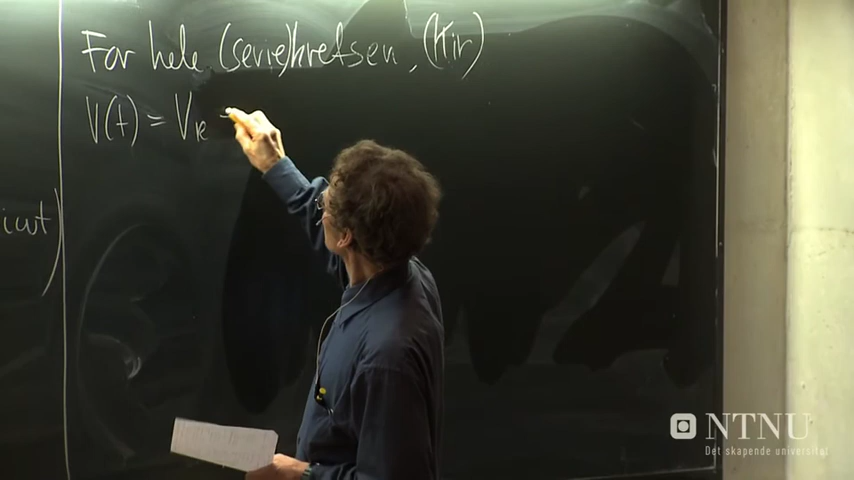 For hele (serie)kretsen, (Kir)
V(t) = V_R -
iωt)
NTNU
Det skapende universitet